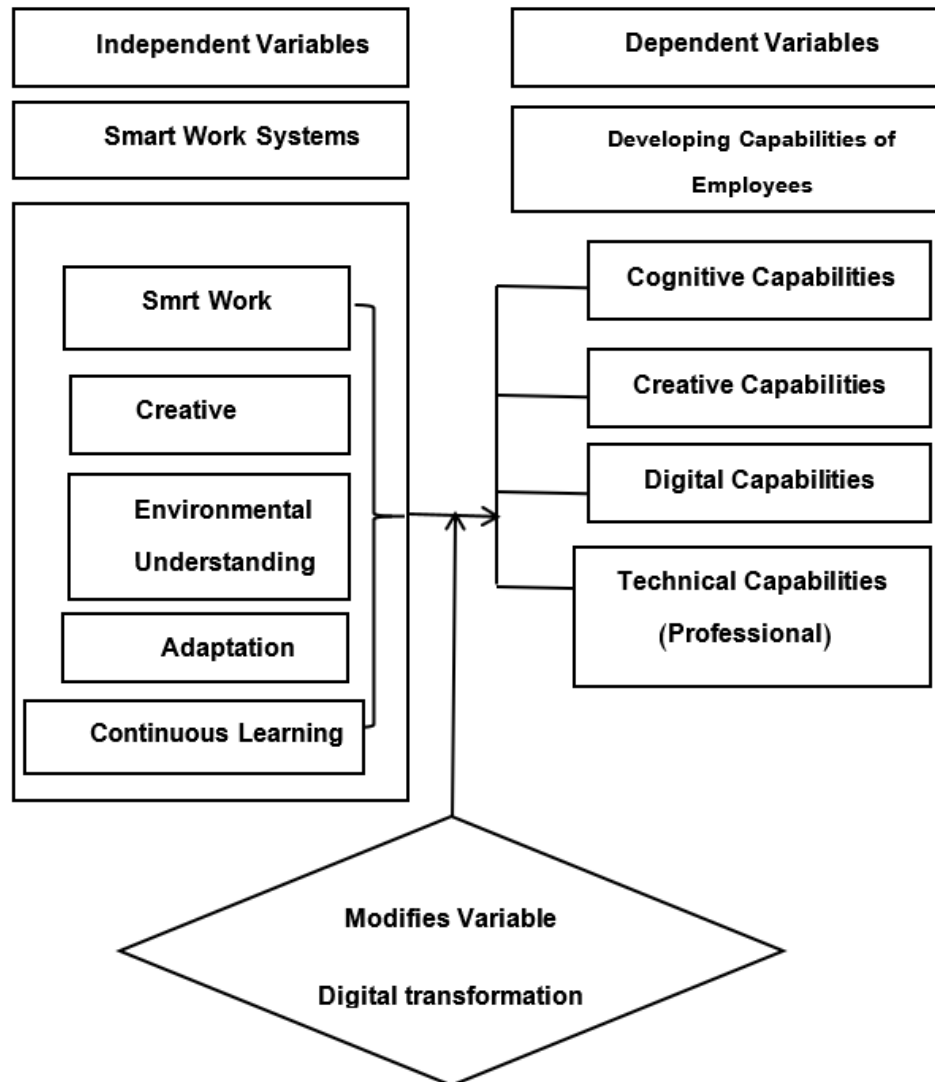 Independent Variables
Smart Work Systems
Smrt Work
Creative
Environmental
Understanding
Adaptation
Continuous Learning
Dependent Variables
Developing Capabilities of
Employees
Cognitive Capabilities
Creative Capabilities
Digital Capabilities
Technical Capabilities
(Professional)
Modifies Variable
Digital transformation